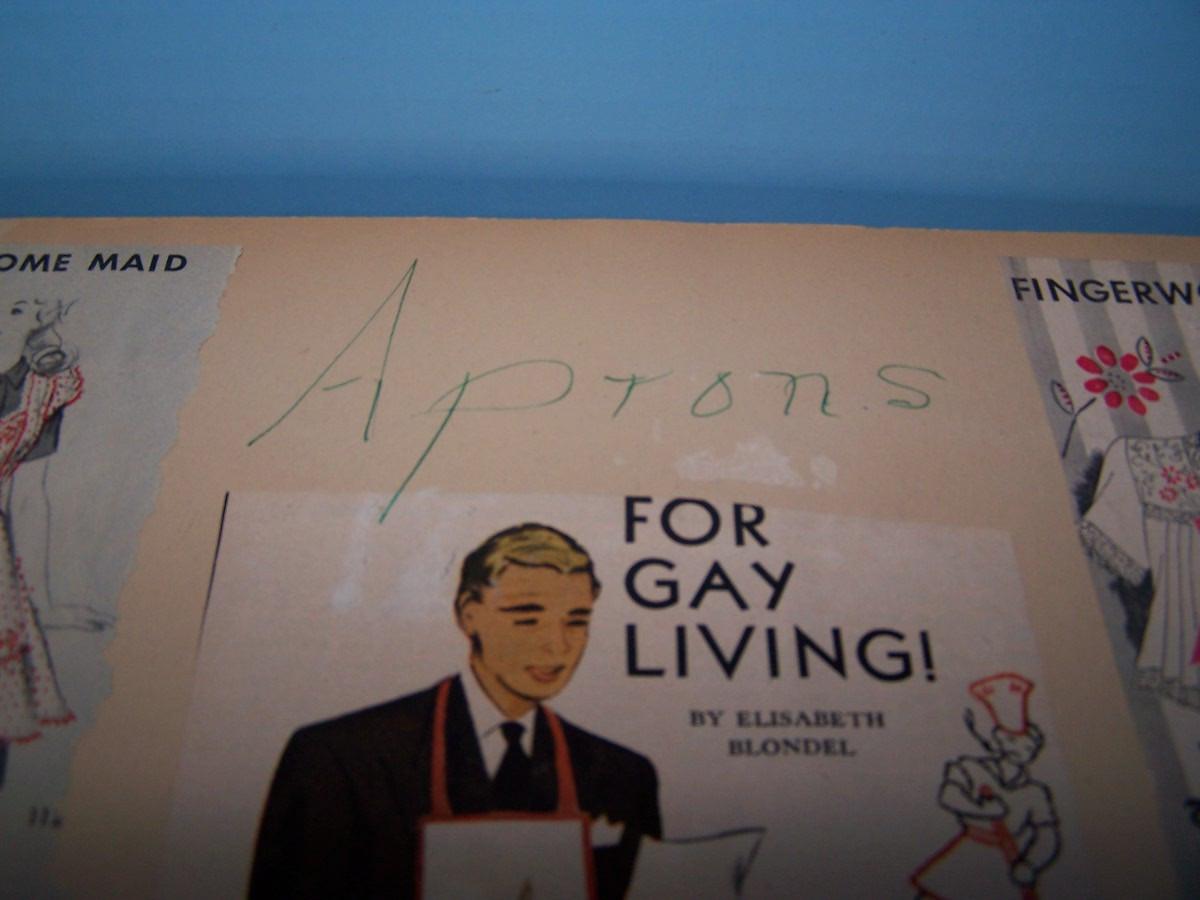 OME MAID
Aprons
FINGERW
FOR
GAY
LIVING!
BY ELISABETH
BLONDEL